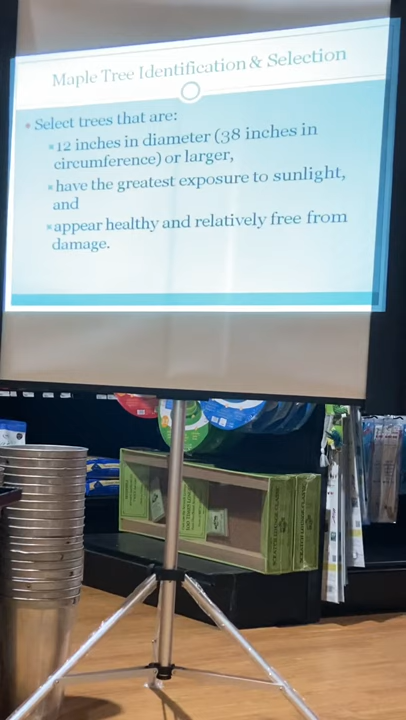 Maple Tree Identification & Selection
Select trees that are:
12 inches in diameter (38 inches in
circumference) or larger,
have the greatest exposure to sunlight,
and
appear healthy and relatively free from
damage.